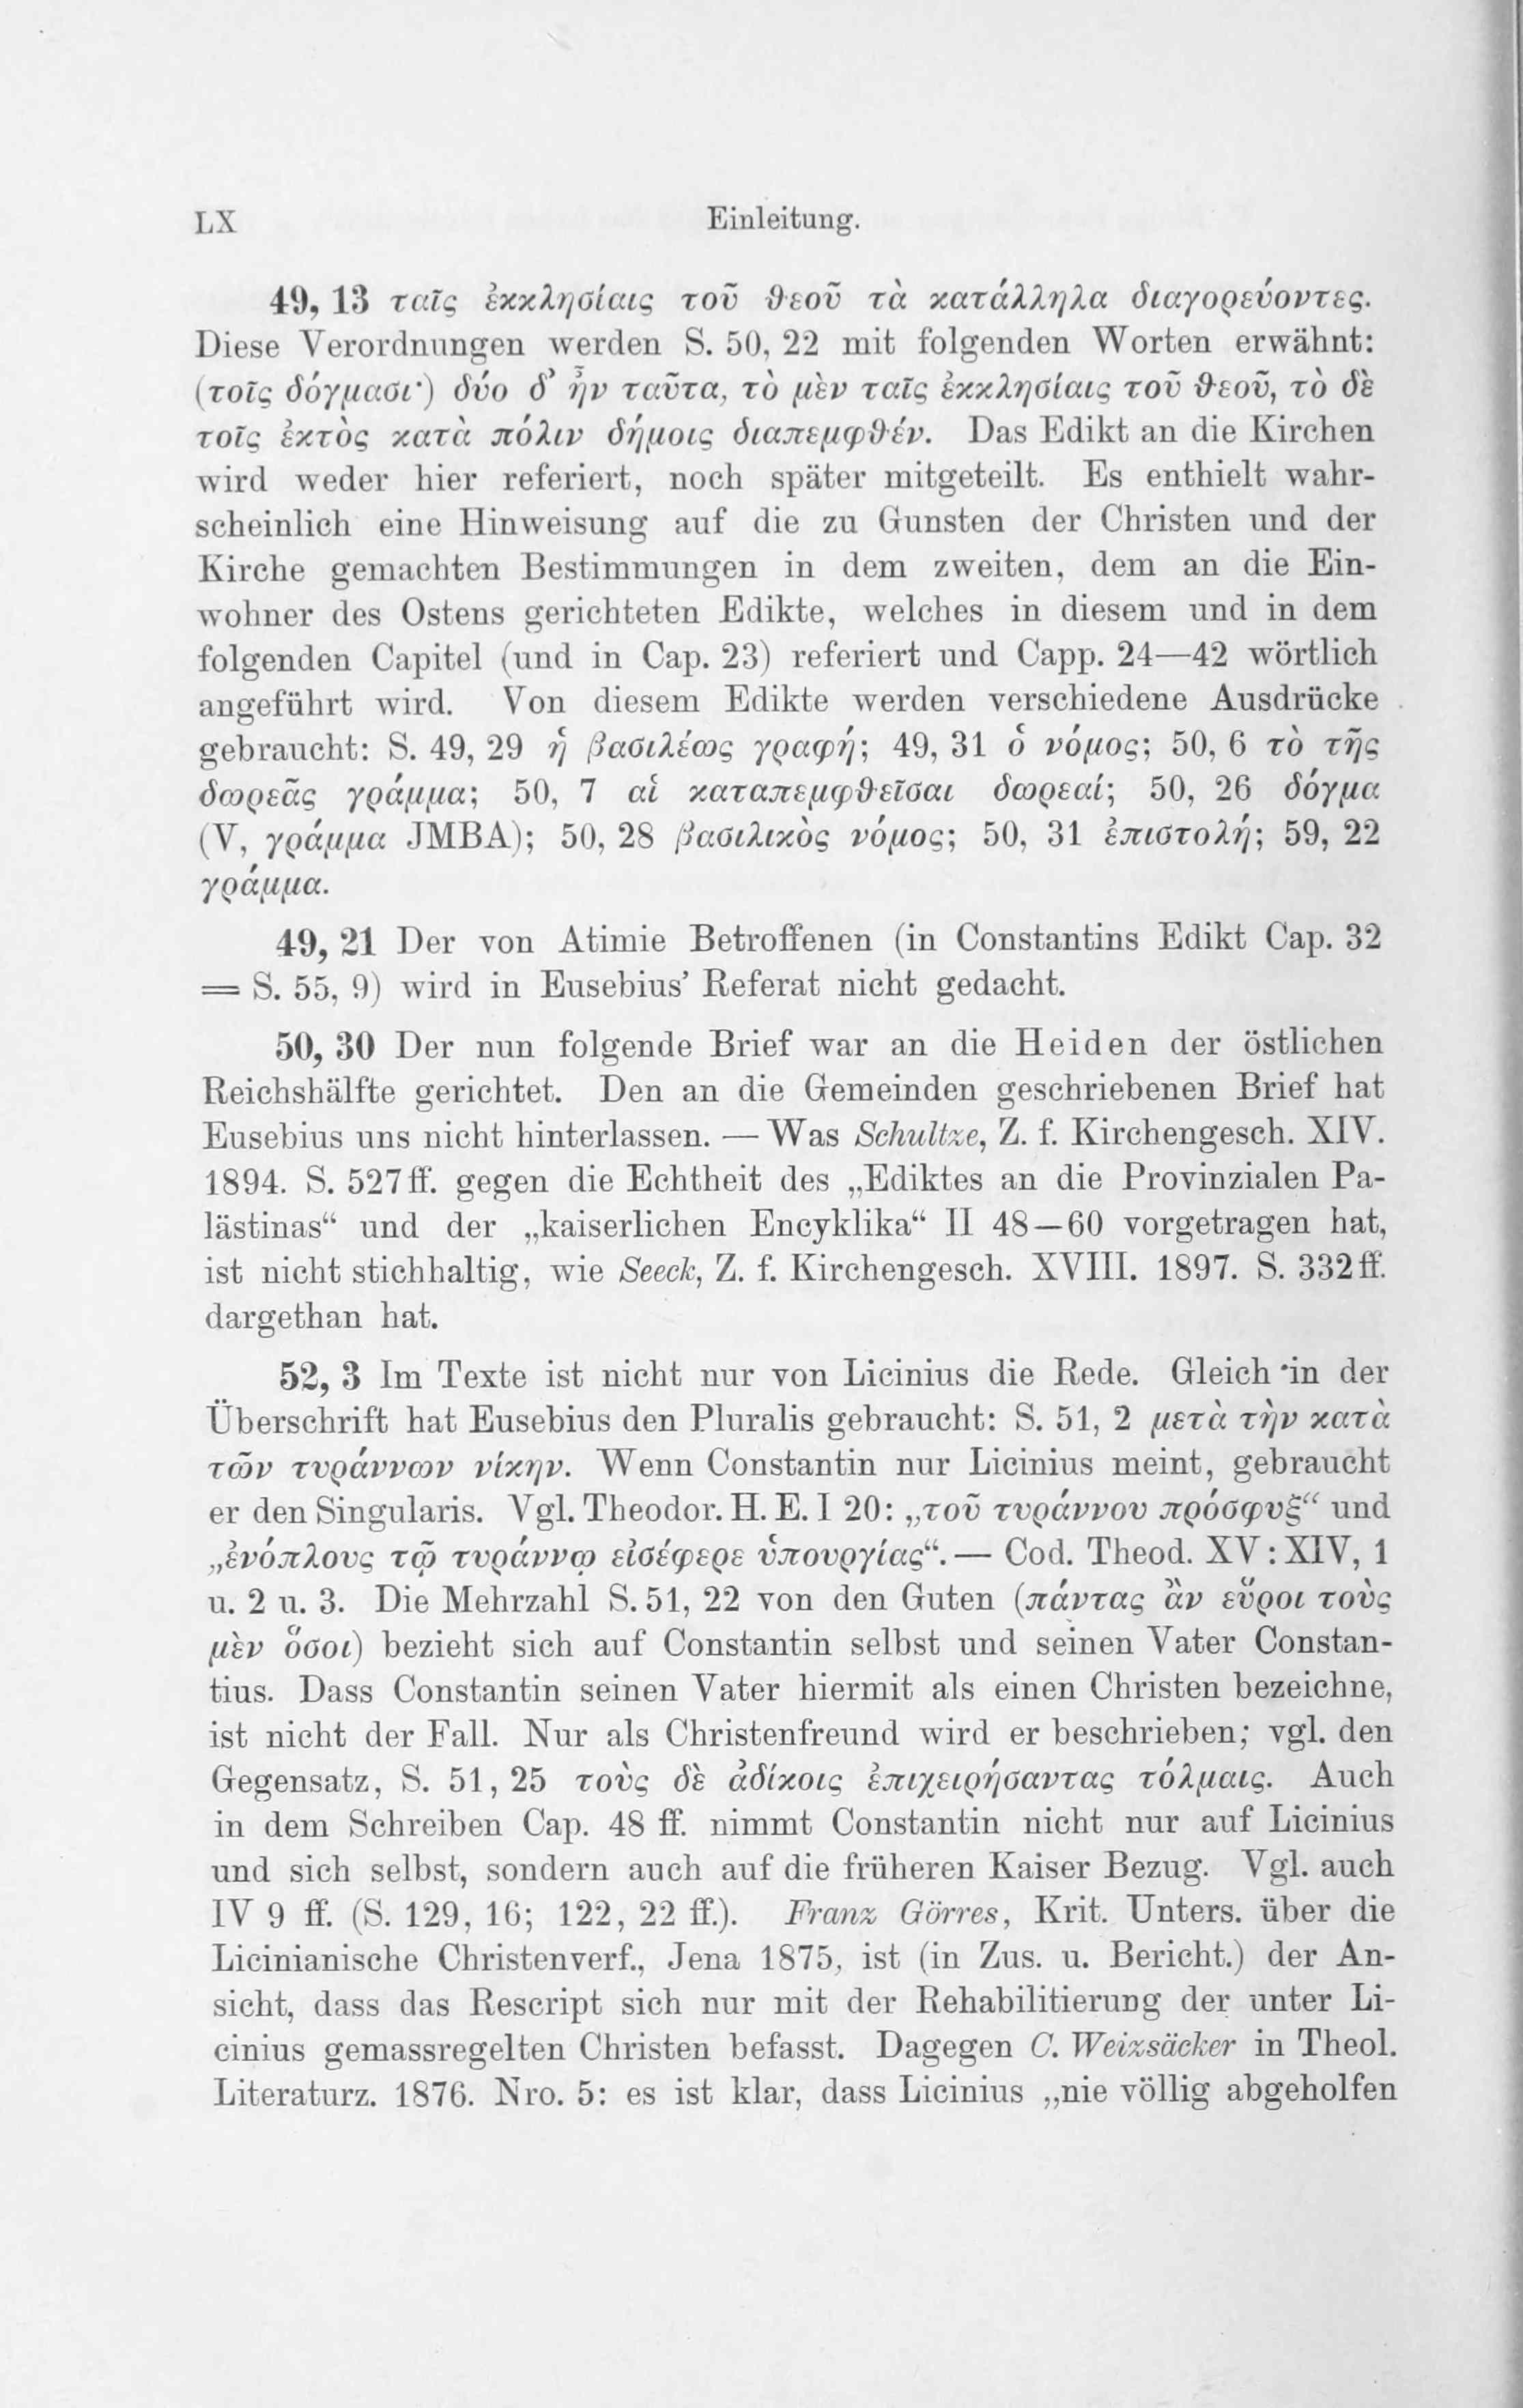 LX Einleitung.
49, 13 ταῖς ἐκκλησίαις τοῦ θεοῦ τὰ κατάλληλα διαγορεύοντες.
Diese Verordnungen werden S. 50, 22 mit folgenden Worten erwähnt:
(τοῖς δόγμασι·) δύο δ’ ἦν ταῦτα, τὸ μὲν ταῖς ἐκκλησίαις τοῦ θεοῦ, τὸ δὲ
τοῖς ἐκτὸς κατὰ πόλιν δήμοις διαπεμφθέν. Das Edikt an die Kirchen
wird weder hier referiert, noch später mitgeteilt. Es enthielt wahr-
scheinlich eine Hinweisung auf die zu Gunsten der Christen und der
Kirche gemachten Bestimmungen in dem zweiten, dem an die Ein-
wohner des Ostens gerichteten Edikte, welches in diesem und in dem
folgenden Capitel (und in Cap. 23) referiert und Capp. 24—42 wörtlich
angeführt wird. Von diesem Edikte werden verschiedene Ausdrücke
gebraucht: S. 49, 29 ἡ βασιλέως γραφή; 49, 31 ὁ νόμος; 50, 6 τὸ τῆς
δωρεᾶς γράμμα; 50, 7 αἱ καταπεμφθεῖσαι δωρεαί; 50, 26 δόγμα
(V, γράμμα JMBA); 50, 28 βασιλικὸς νόμος; 50, 31 ἐπιστολή; 59, 22
γράμμα.
49, 21 Der von Atimie Betroffenen (in Constantins Edikt Cap. 32
= S. 55, 9) wird in Eusebius’ Referat nicht gedacht.
50, 30 Der nun folgende Brief war an die Heiden der östlichen
Reichshälfte gerichtet. Den an die Gemeinden geschriebenen Brief hat
Eusebius uns nicht hinterlassen. — Was Schultze, Z. f. Kirchengesch. XIV.
1894. S. 527ff. gegen die Echtheit des „Ediktes an die Provinzialen Pa-
lästinas“ und der „kaiserlichen Encyklika“ II 48—60 vorgetragen hat,
ist nicht stichhaltig, wie Seeck, Z. f. Kirchengesch. XVIII. 1897. S. 332ff.
dargethan hat.
52, 3 Im Texte ist nicht nur von Licinius die Rede. Gleich in der
Überschrift hat Eusebius den Pluralis gebraucht: S. 51, 2 μετὰ τὴν κατὰ
τῶν τυράννων νίκην. Wenn Constantin nur Licinius meint, gebraucht
er den Singularis. Vgl. Theodor. H. E. I 20: „τοῦ τυράννου πρόσφυξ“ und
„ἐνόπλους τῷ τυράννῳ εἰσέφερε ὑπουργίας“. — Cod. Theod. XV : XIV, 1
u. 2 u. 3. Die Mehrzahl S. 51, 22 von den Guten (πάντας ἂν εὕροι τοὺς
μὲν ὅσοι) bezieht sich auf Constantin selbst und seinen Vater Constan-
tius. Dass Constantin seinen Vater hiermit als einen Christen bezeichne,
ist nicht der Fall. Nur als Christenfreund wird er beschrieben; vgl. den
Gegensatz, S. 51, 25 τοὺς δὲ ἀδίκοις ἐπιχειρήσαντας τόλμαις. Auch
in dem Schreiben Cap. 48 ff. nimmt Constantin nicht nur auf Licinius
und sich selbst, sondern auch auf die früheren Kaiser Bezug. Vgl. auch
IV 9 ff. (S. 129, 16; 122, 22 ff.). Franz Görres, Krit. Unters. über die
Licinianische Christenverf., Jena 1875, ist (in Zus. u. Bericht.) der An-
sicht, dass das Rescript sich nur mit der Rehabilitierung der unter Li-
cinius gemassregelten Christen befasst. Dagegen C. Weizsäcker in Theol.
Literaturz. 1876. Nro. 5: es ist klar, dass Licinius „nie völlig abgeholfen